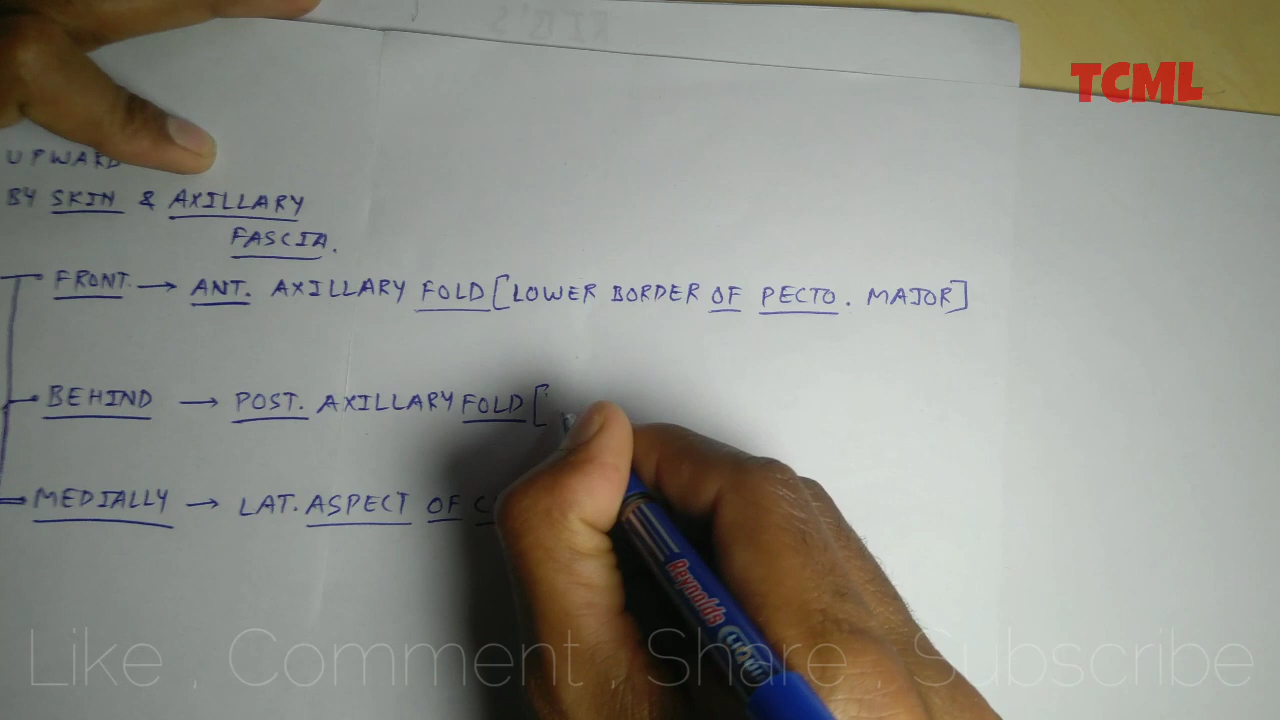 TCML
UPWARD
BY SKIN & AXILLARY
FASCIA.
FRONT. → ANT. AXILLARY FOLD [LOWER BORDER OF PECTO. MAJOR]
BEHIND → POST. AXILLARY FOLD [
MEDIALLY → LAT. ASPECT OF
Reynolds
Like , Comment , Share , Subscribe